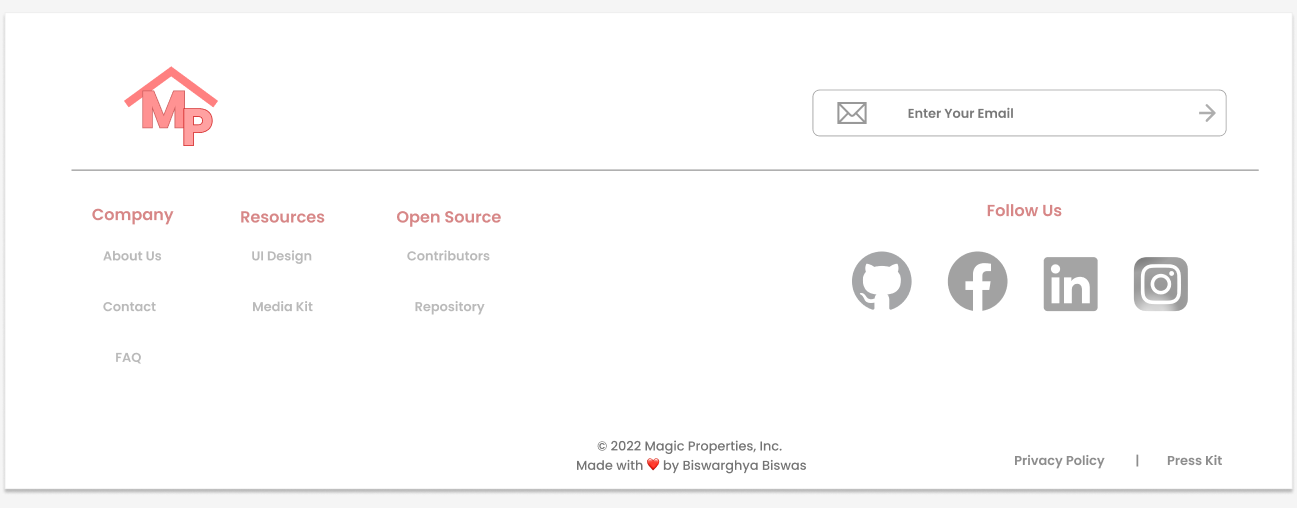 MP
Enter Your Email
Company
About Us
Contact
FAQ
Resources
UI Design
Media Kit
Open Source
Contributors
Repository
Follow Us
in
© 2022 Magic Properties, Inc.
Made with ❤️ by Biswarghya Biswas
Privacy Policy | Press Kit